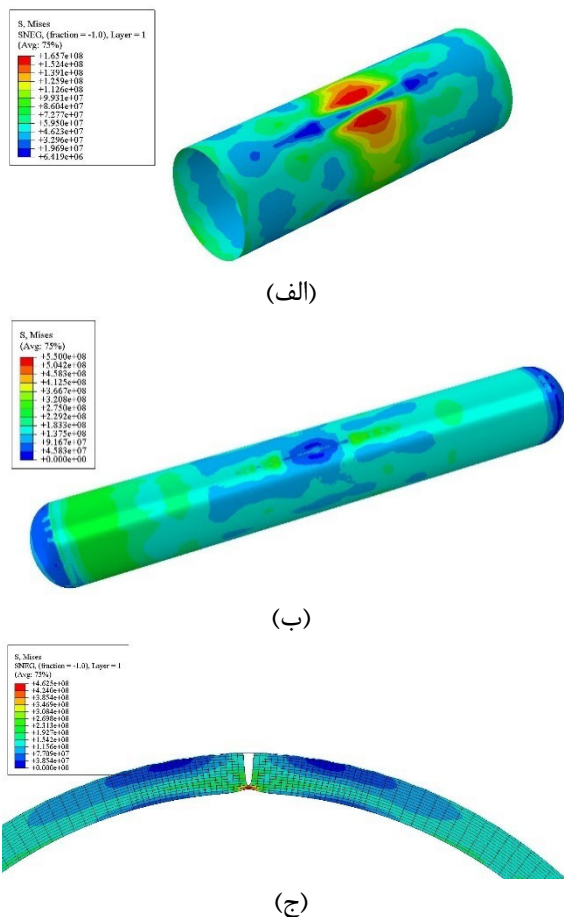 S, Mises
SNEG, (fraction = -1.0), Layer = 1
(Avg: 75%)
+1.657e+08
+1.524e+08
+1.391e+08
+1.259e+08
+1.126e+08
+9.931e+07
+8.604e+07
+7.277e+07
+5.950e+07
+4.623e+07
+3.296e+07
+1.969e+07
+6.419e+06
(الف)
S, Mises
(Avg: 75%)
+5.500e+08
+5.042e+08
+4.583e+08
+4.125e+08
+3.667e+08
+3.208e+08
+2.750e+08
+2.292e+08
+1.833e+08
+1.375e+08
+9.167e+07
+4.583e+07
+0.000e+00
(ب)
S, Mises
SNEG, (fraction = -1.0), Layer = 1
(Avg: 75%)
+4.625e+08
+4.240e+08
+3.854e+08
+3.469e+08
+3.084e+08
+2.698e+08
+2.313e+08
+1.927e+08
+1.542e+08
+1.156e+08
+7.709e+07
+3.854e+07
+0.000e+00
(ج)